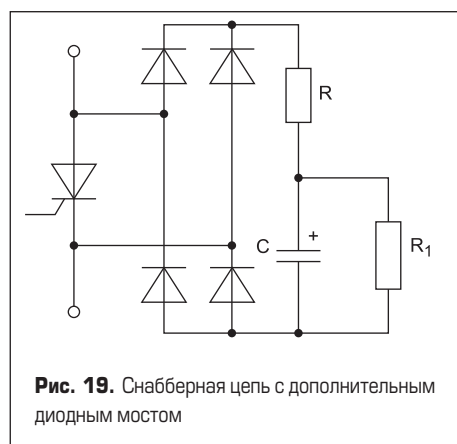 R
C
+
R₁
Рис. 19. Снабберная цепь с дополнительным
диодным мостом